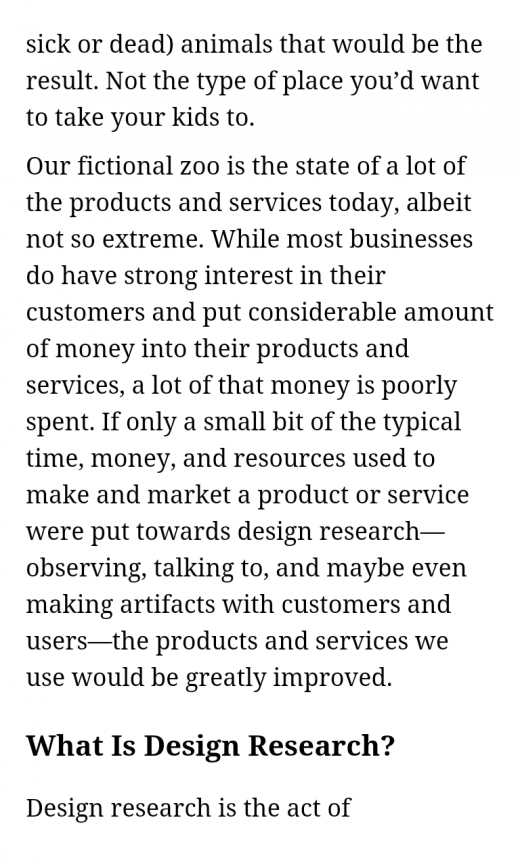 sick or dead) animals that would be the
result. Not the type of place you’d want
to take your kids to.
Our fictional zoo is the state of a lot of
the products and services today, albeit
not so extreme. While most businesses
do have strong interest in their
customers and put considerable amount
of money into their products and
services, a lot of that money is poorly
spent. If only a small bit of the typical
time, money, and resources used to
make and market a product or service
were put towards design research—
observing, talking to, and maybe even
making artifacts with customers and
users—the products and services we
use would be greatly improved.
What Is Design Research?
Design research is the act of